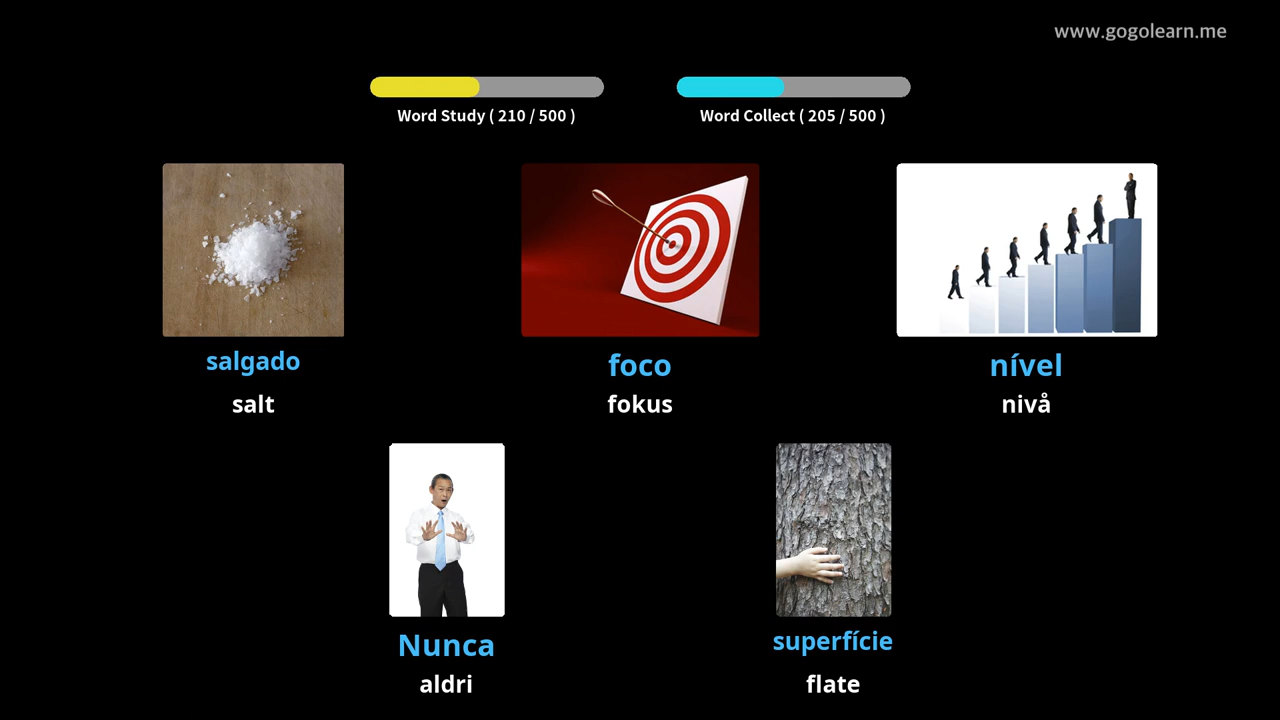 www.gogolearn.me
Word Study ( 210 / 500 )
Word Collect ( 205 / 500 )
salgado
salt
foco
fokus
nível
nivå
Nunca
aldri
superfície
flate